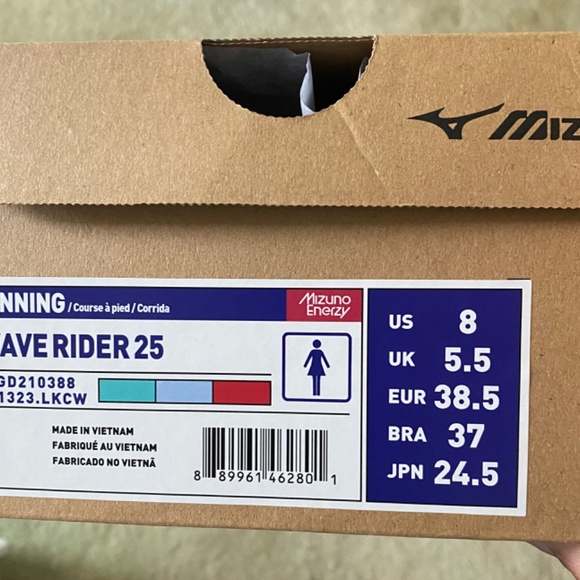 MIZ
NNING / Course à pied / Corrida
Mizuno Enerzy
AVE RIDER 25
GD210388
1323.LKCW
MADE IN VIETNAM
FABRIQUÉ AU VIETNAM
FABRICADO NO VIETNÃ
8 89961 46280 1
US 8
UK 5.5
EUR 38.5
BRA 37
JPN 24.5